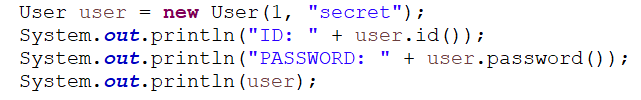 User user = new User(1, "secret");
System.out.println("ID: " + user.id());
System.out.println("PASSWORD: " + user.password());
System.out.println(user);